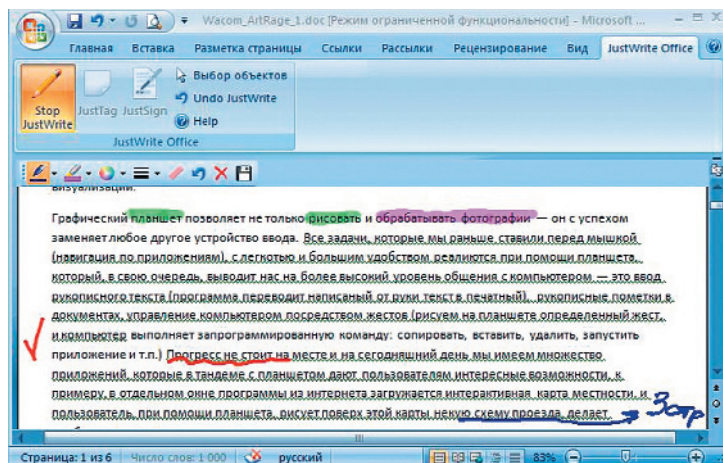 Wacom_ArtRage_1.doc [Режим ограниченной функциональности] - Microsoft ...
Главная Вставка Разметка страницы Ссылки Рассылки Рецензирование Вид JustWrite Office
Stop JustWrite
JustTag
JustSign
Выбор объектов
Undo JustWrite
Help
JustWrite Office
визуализации.
Графический планшет позволяет не только рисовать и обрабатывать фотографии — он с успехом
заменяет любое другое устройство ввода. Все задачи, которые мы раньше ставили перед мышкой
(навигация по приложениям), с легкотью и большим удобством реалиются при помощи планшета,
который, в свою очередь, выводит нас на более высокий уровень общения с компьютером — это ввод
рукописного текста (программа переводит написаный от руки текст в печатный), рукописные пометки в
документах, управление компьютером посредством жестов (рисуем на планшете определенный жест,
и компьютер выполняет запрограммированную команду: сопировать, вставить, удалить, запустить
приложение и т.п.) Прогресс не стоит на месте и на сегодняшний день мы имеем множество
приложений, которые в тандеме с планшетом дают пользователям интересные возможности, к
примеру, в отдельном окне программы из интернета загружается интерактивная карта местности, и
пользователь, при помощи планшета, рисует поверх этой карты некую схему проезда, делает
Страница: 1 из 6 Число слов: 1 000 русский 83%